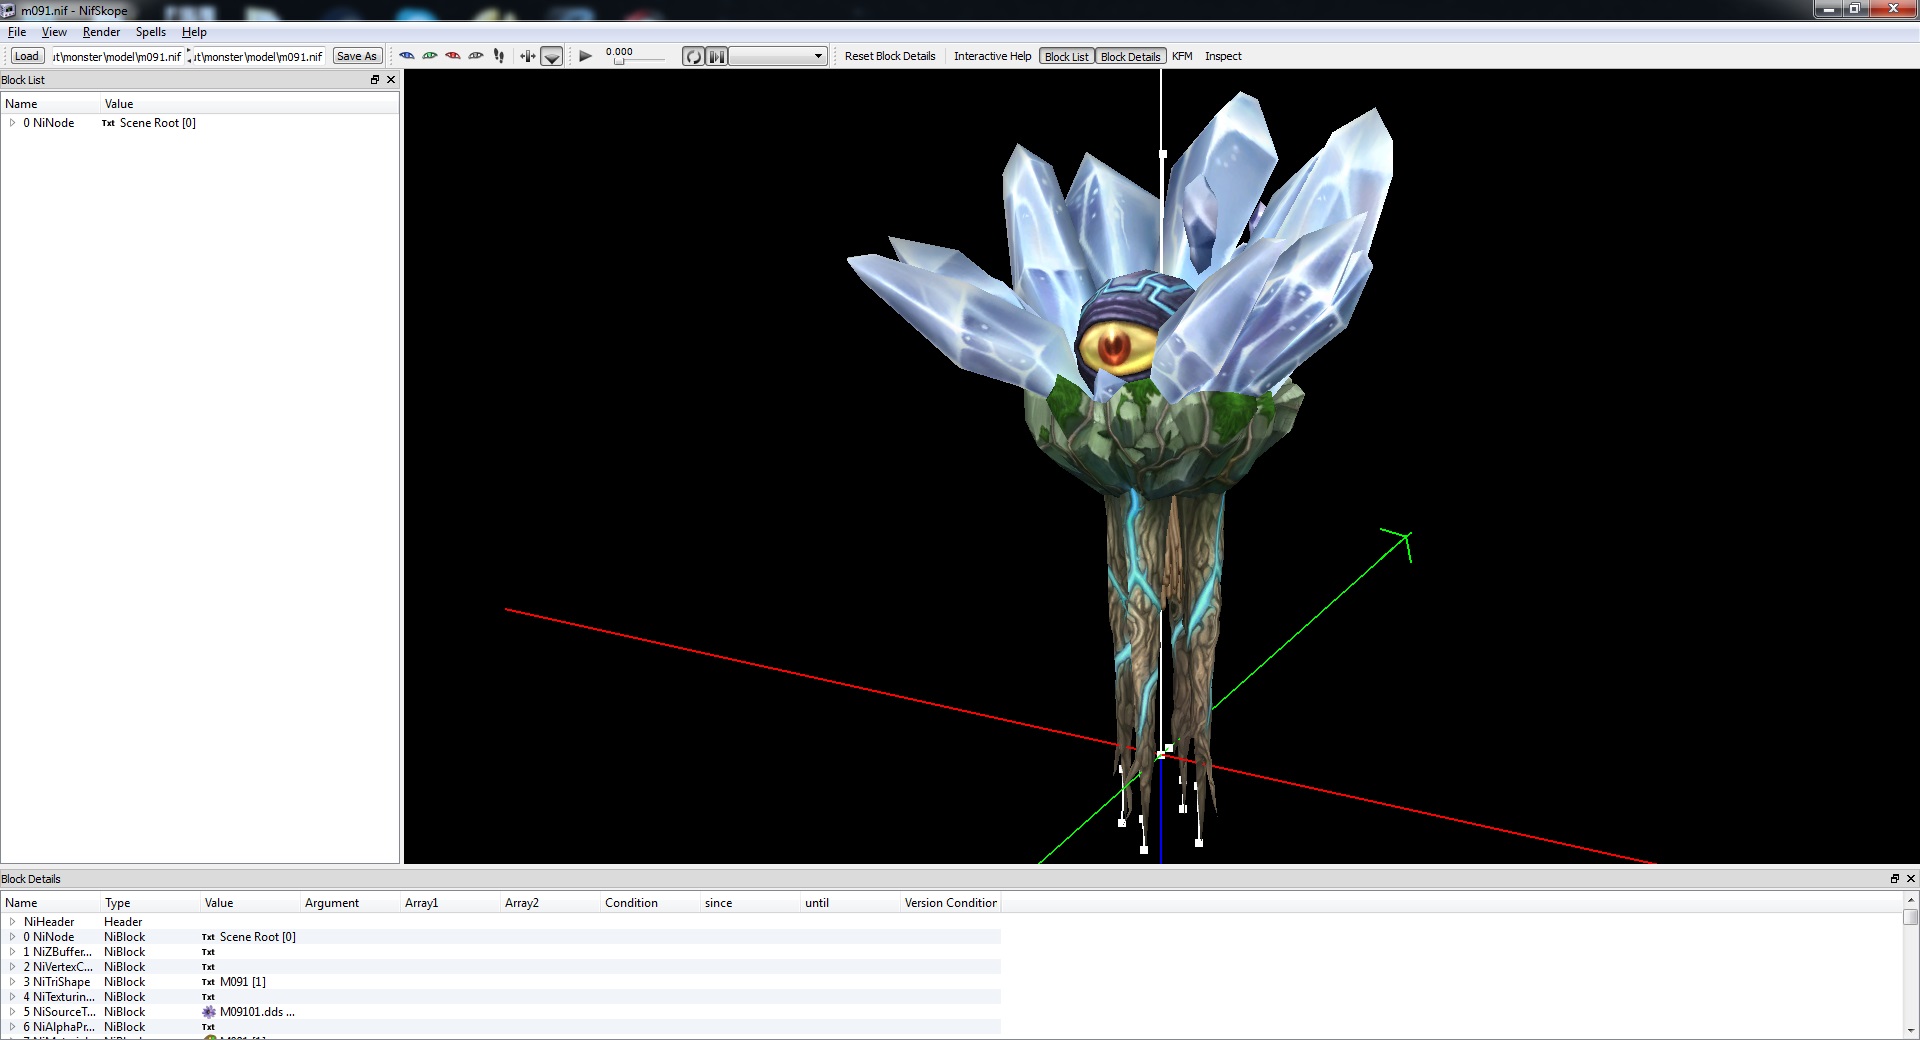 m091.nif - NifSkope
File View Render Spells Help
Load ut\monster\model\m091.nif ut\monster\model\m091.nif Save As 0.000 Reset Block Details Interactive Help Block List Block Details KFM Inspect
Block List
Name Value
0 NiNode Txt Scene Root [0]
Block Details
Name Type Value Argument Array1 Array2 Condition since until Version Condition
NiHeader Header
0 NiNode NiBlock Txt Scene Root [0]
1 NiZBuffer... NiBlock Txt
2 NiVertexC... NiBlock Txt
3 NiTriShape NiBlock Txt M091 [1]
4 NiTexturin... NiBlock Txt
5 NiSourceT... NiBlock M09101.dds ...
6 NiAlphaPr... NiBlock Txt